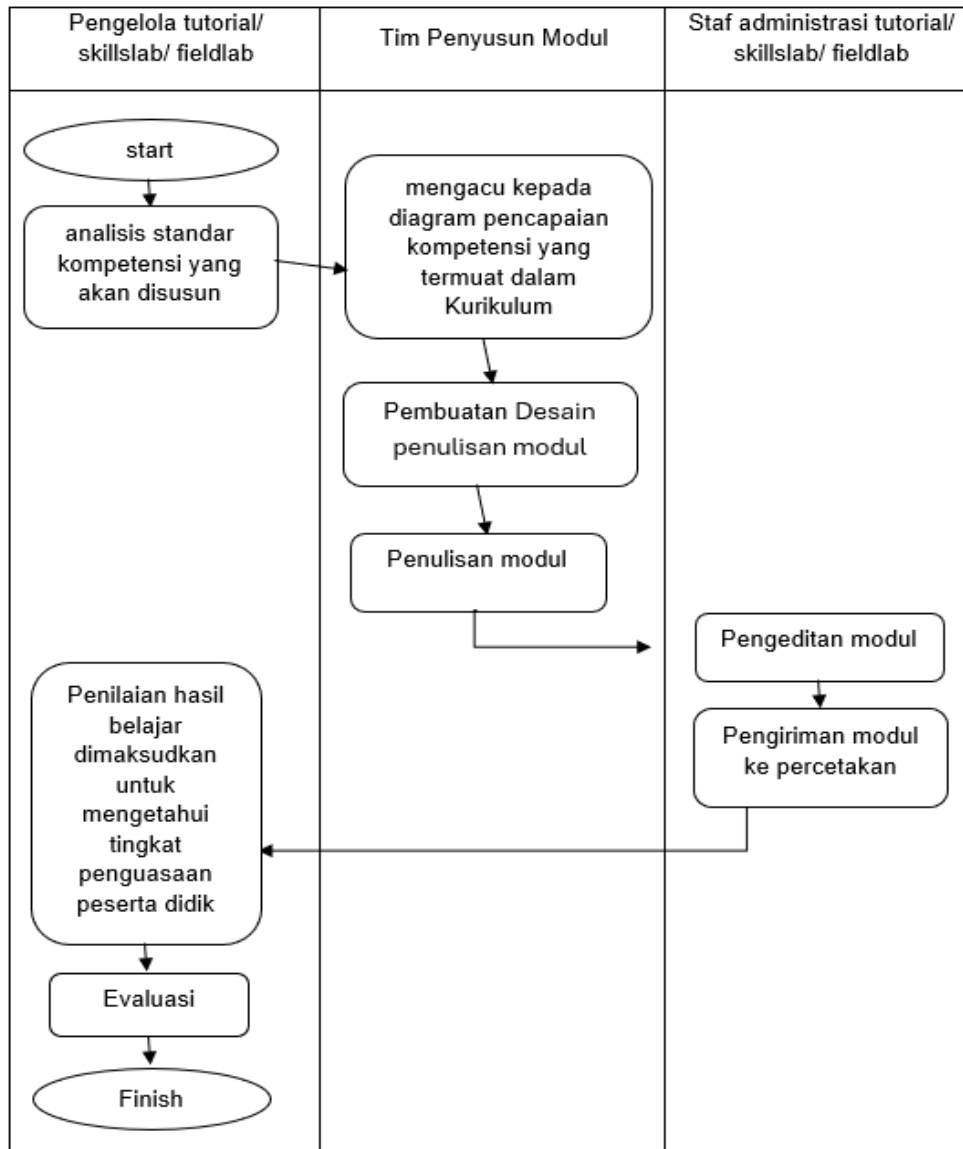 Pengelola tutorial/
skillslab/ fieldlab
Tim Penyusun Modul
Staf administrasi tutorial/
skillslab/ fieldlab
start
analisis standar
kompetensi yang
akan disusun
mengacu kepada
diagram pencapaian
kompetensi yang
termuat dalam
Kurikulum
Pembuatan Desain
penulisan modul
Penulisan modul
Pengeditan modul
Pengiriman modul
ke percetakan
Penilaian hasil
belajar
dimaksudkan
untuk
mengetahui
tingkat
penguasaan
peserta didik
Evaluasi
Finish